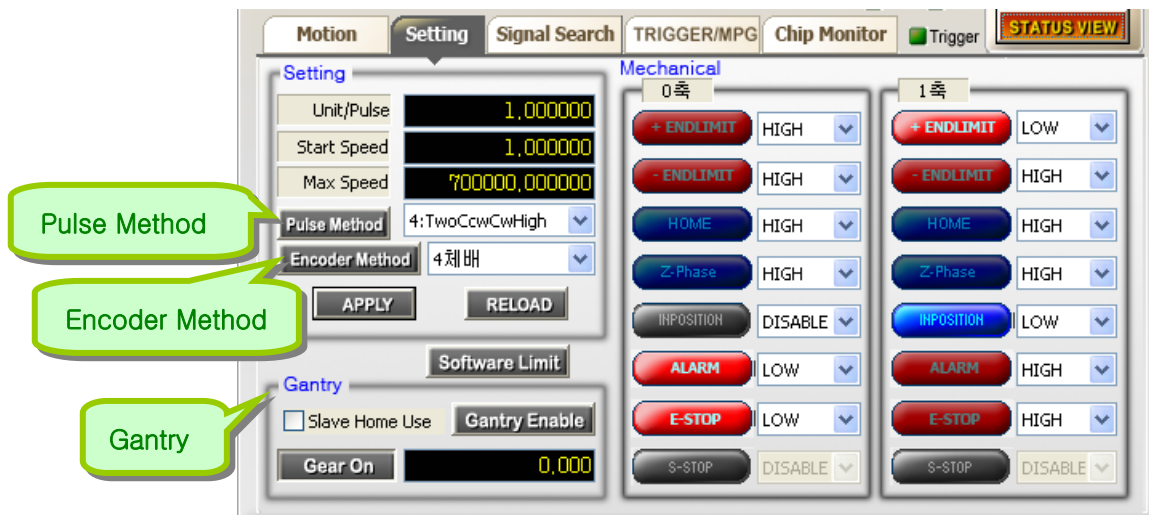 Motion Setting Signal Search TRIGGER/MPG Chip Monitor Trigger STATUS VIEW
Setting
Unit/Pulse 1,000000
Start Speed 1,000000
Max Speed 700000,000000
Pulse Method 4:TwoCcwCwHigh
Encoder Method 4체배
APPLY RELOAD
Software Limit
Gantry
Slave Home Use Gantry Enable
Gear On 0,000
Pulse Method
Encoder Method
Gantry
Mechanical
0축
+ ENDLIMIT HIGH
- ENDLIMIT HIGH
HOME HIGH
Z-Phase HIGH
INPOSITION DISABLE
ALARM LOW
E-STOP LOW
S-STOP DISABLE
1축
+ ENDLIMIT LOW
- ENDLIMIT HIGH
HOME HIGH
Z-Phase HIGH
INPOSITION LOW
ALARM HIGH
E-STOP HIGH
S-STOP DISABLE